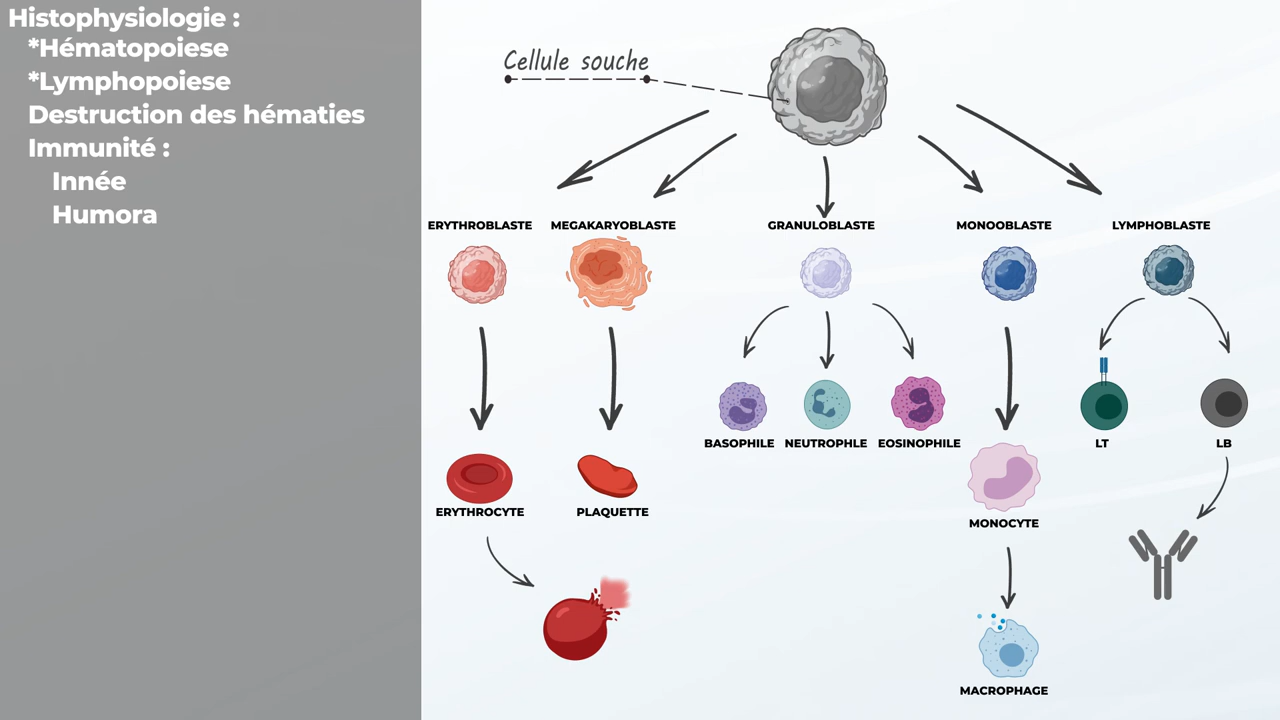 Histophysiologie :
*Hématopoiese
*Lymphopoiese
Destruction des hématies
Immunité :
Innée
Humora
Cellule souche
ERYTHROBLASTE
MEGAKARYOBLASTE
GRANULOBLASTE
MONOOBLASTE
LYMPHOBLASTE
BASOPHILE
NEUTROPHLE
EOSINOPHILE
LT
LB
ERYTHROCYTE
PLAQUETTE
MONOCYTE
MACROPHAGE